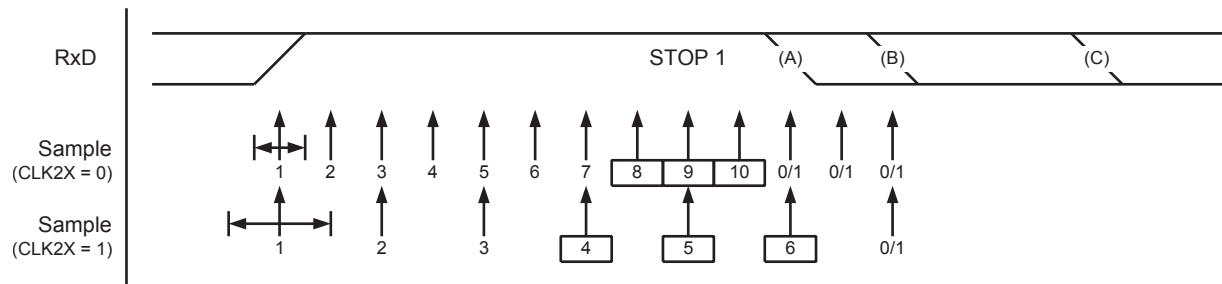 RxD STOP 1 (A) (B) (C)
Sample
(CLK2X = 0)
1 2 3 4 5 6 7 8 9 10 0/1 0/1 0/1
Sample
(CLK2X = 1)
1 2 3 4 5 6 0/1